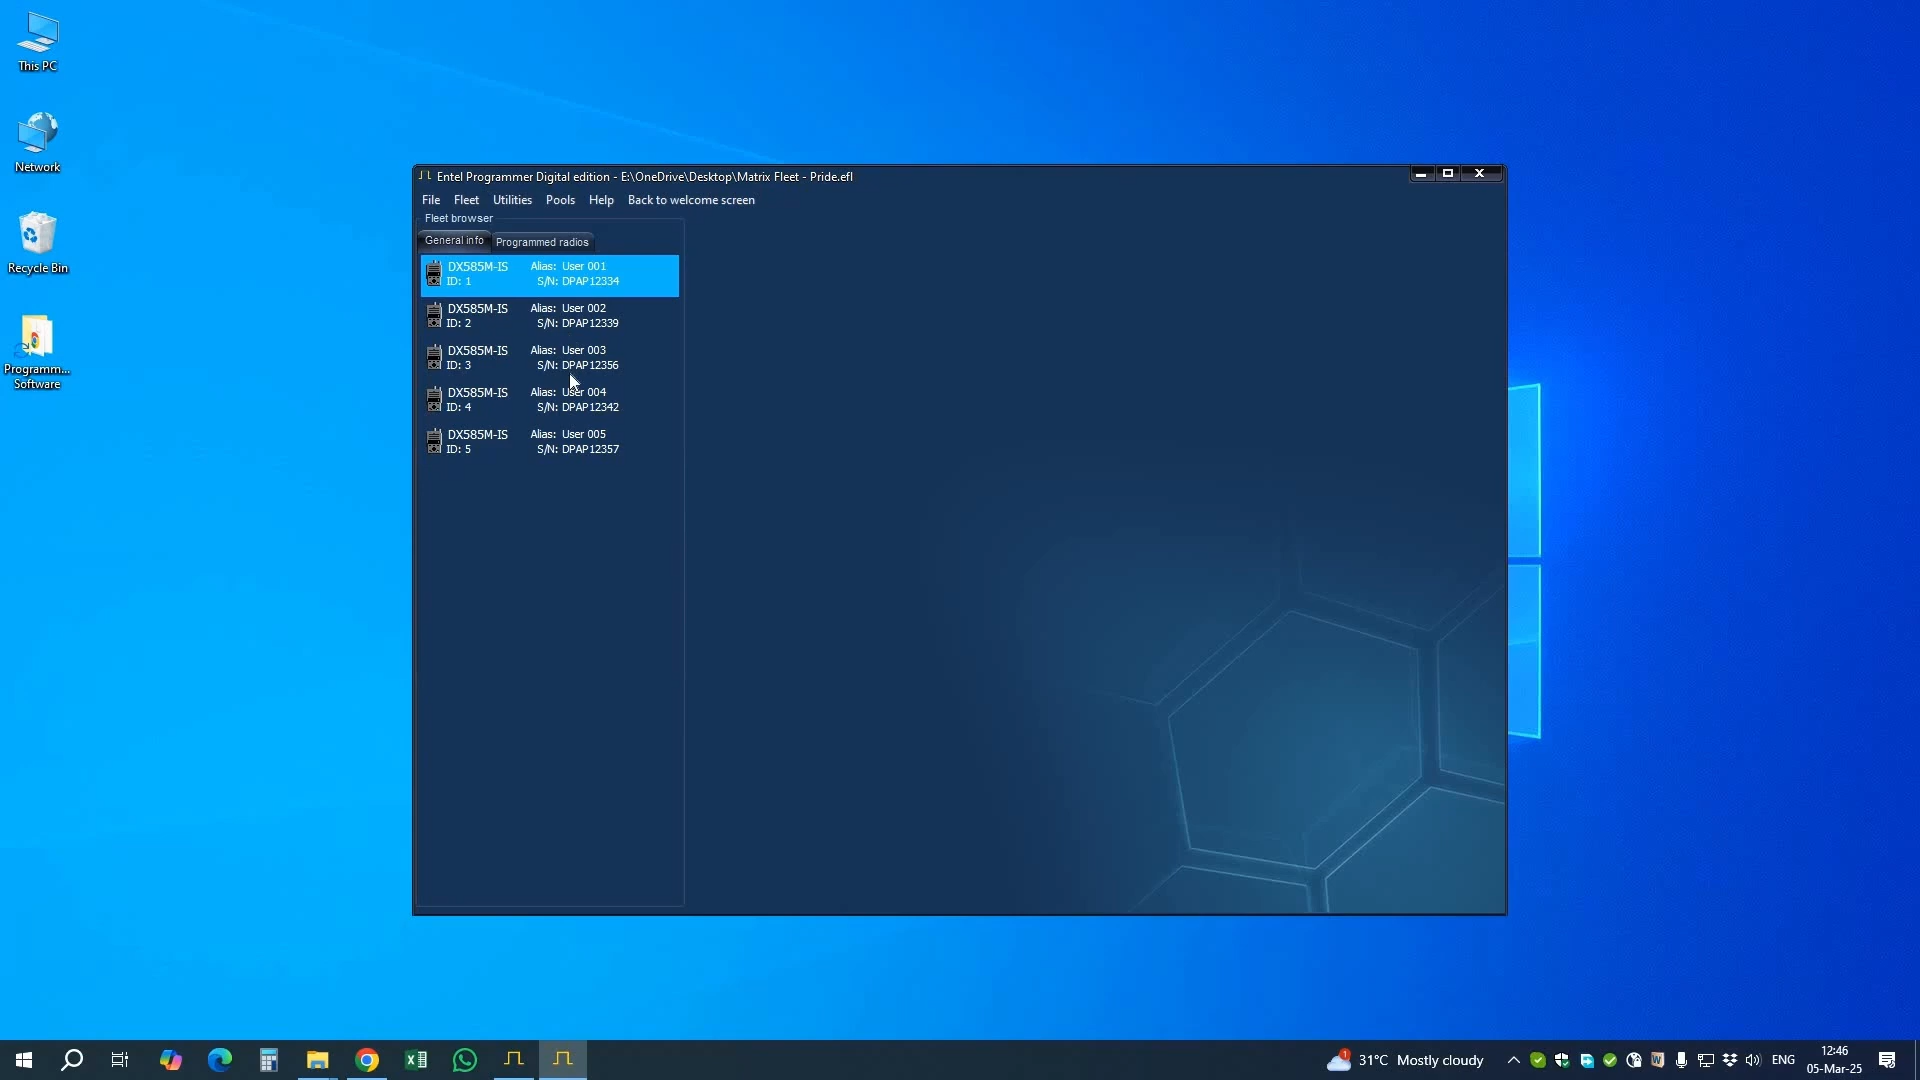 This PC
Network
Recycle Bin
Programm...
Software
Entel Programmer Digital edition - E:\OneDrive\Desktop\Matrix Fleet - Pride.efl
File Fleet Utilities Pools Help Back to welcome screen
Fleet browser
General info Programmed radios
DX585M-IS Alias: User 001
ID: 1 S/N: DPAP12334
DX585M-IS Alias: User 002
ID: 2 S/N: DPAP12339
DX585M-IS Alias: User 003
ID: 3 S/N: DPAP12356
DX585M-IS Alias: User 004
ID: 4 S/N: DPAP12342
DX585M-IS Alias: User 005
ID: 5 S/N: DPAP12357
1
31°C Mostly cloudy
ENG
12:46
05-Mar-25